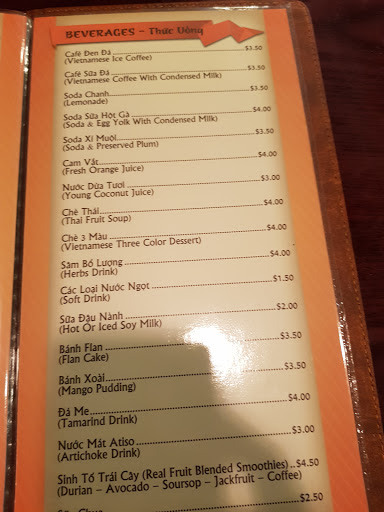 BEVERAGES – Thức Uống
Café Đen Đá $3.50
(Vietnamese Ice Coffee)
Café Sữa Đá $3.50
(Vietnamese Coffee With Condensed Milk)
Soda Chanh $3.50
(Lemonade)
Soda Sữa Hột Gà $4.00
(Soda & Egg Yolk With Condensed Milk)
Soda Xí Muội $3.50
(Soda & Preserved Plum)
Cam Vắt $4.00
(Fresh Orange Juice)
Nước Dừa Tươi $3.00
(Young Coconut Juice)
Chè Thái $4.00
(Thai Fruit Soup)
Chè 3 Màu $4.00
(Vietnamese Three Color Dessert)
Sâm Bổ Lượng $4.00
(Herbs Drink)
Các Loại Nước Ngọt $1.50
(Soft Drink)
Sữa Đậu Nành $2.00
(Hot Or Iced Soy Milk)
Bánh Flan $3.50
(Flan Cake)
Bánh Xoài $3.50
(Mango Pudding)
Đá Me $4.00
(Tamarind Drink)
Nước Mát Atiso $3.00
(Artichoke Drink)
Sinh Tố Trái Cây (Real Fruit Blended Smoothies) $4.50
(Durian – Avocado – Soursop – Jackfruit – Coffee)
$2.50